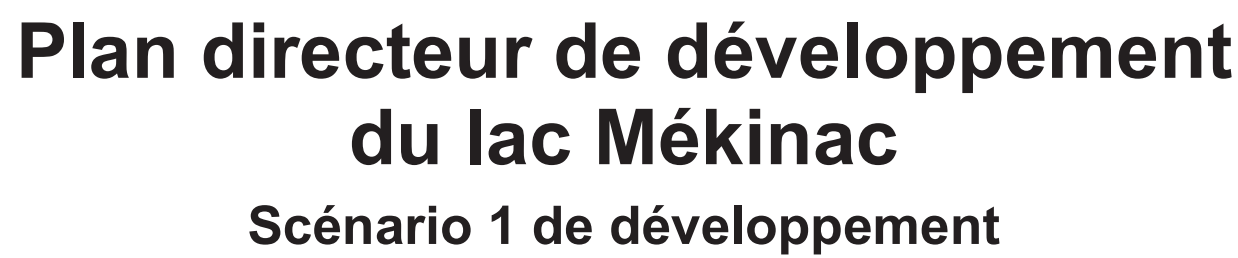 Plan directeur de développement
du lac Mékinac
Scénario 1 de développement